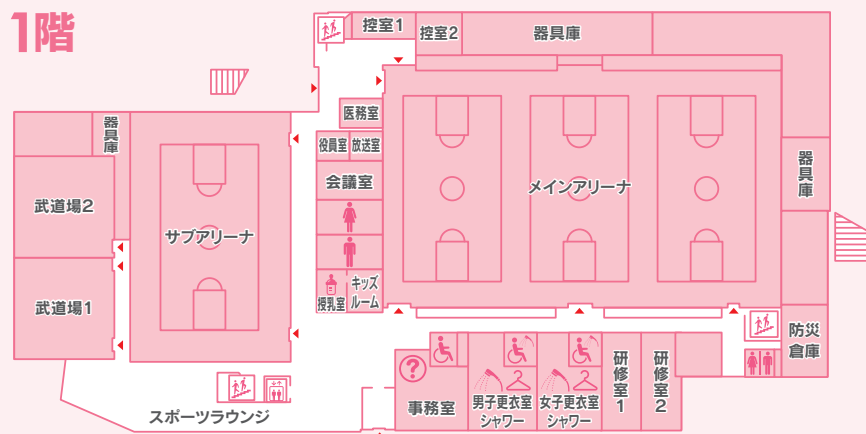 1階
控室1
控室2
器具庫
医務室
器具庫
役員室
放送室
会議室
器具庫
メインアリーナ
武道場2
サブアリーナ
キッズ
ルーム
授乳室
武道場1
防災
倉庫
?
研修室1
研修室2
事務室
男子更衣室
シャワー
女子更衣室
シャワー
スポーツラウンジ